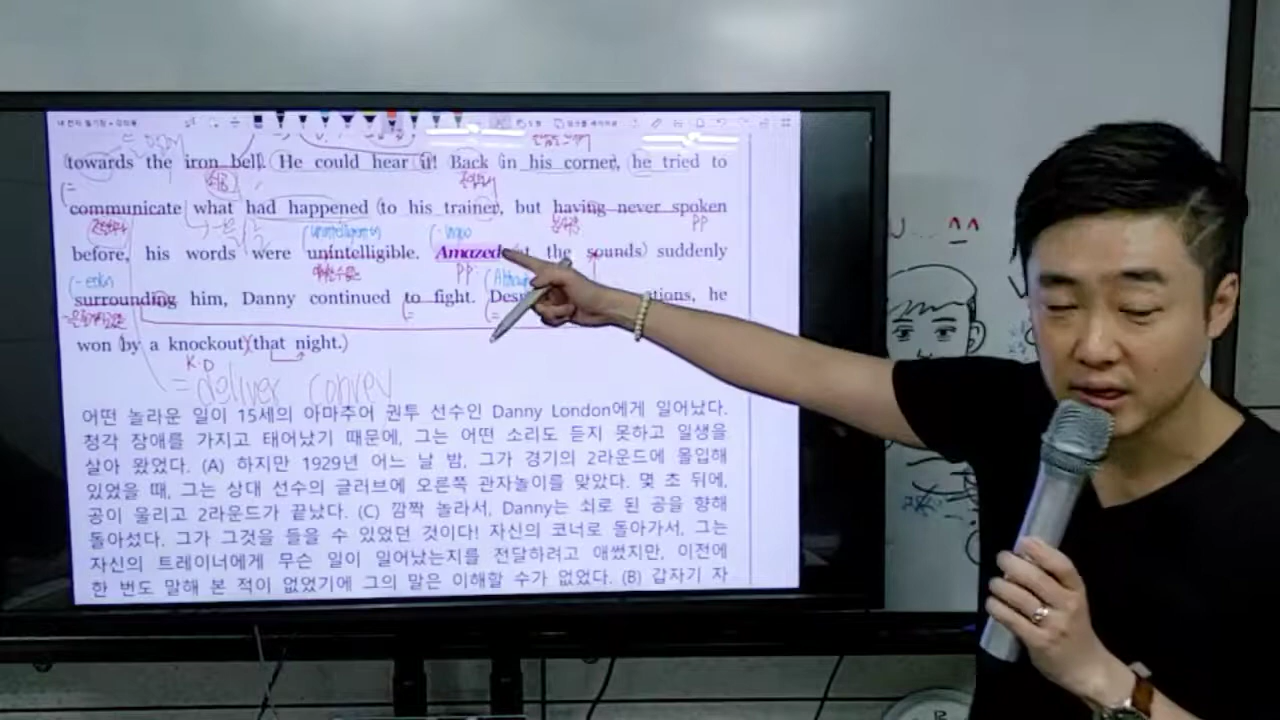 towards the iron bell. He could hear it! Back in his corner, he tried to
communicate what had happened to his trainer, but having never spoken
pp
before, his words were unintelligible. Amazed the sounds suddenly
PP
surrounding him, Danny continued to fight. he
won by a knockout that night.
K.O
= deliver convey
어떤 놀라운 일이 15세의 아마추어 권투 선수인 Danny London에게 일어났다.
청각 장애를 가지고 태어났기 때문에, 그는 어떤 소리도 듣지 못하고 일생을
살아 왔었다. (A) 하지만 1929년 어느 날 밤, 그가 경기의 2라운드에 몰입해
있었을 때, 그는 상대 선수의 글러브에 오른쪽 관자놀이를 맞았다. 몇 초 뒤에,
공이 울리고 2라운드가 끝났다. (C) 깜짝 놀라서, Danny는 쇠로 된 공을 향해
돌아섰다. 그가 그것을 들을 수 있었던 것이다! 자신의 코너로 돌아가서, 그는
자신의 트레이너에게 무슨 일이 일어났는지를 전달하려고 애썼지만, 이전에
한 번도 말해 본 적이 없었기에 그의 말은 이해할 수가 없었다. (B) 갑자기 자